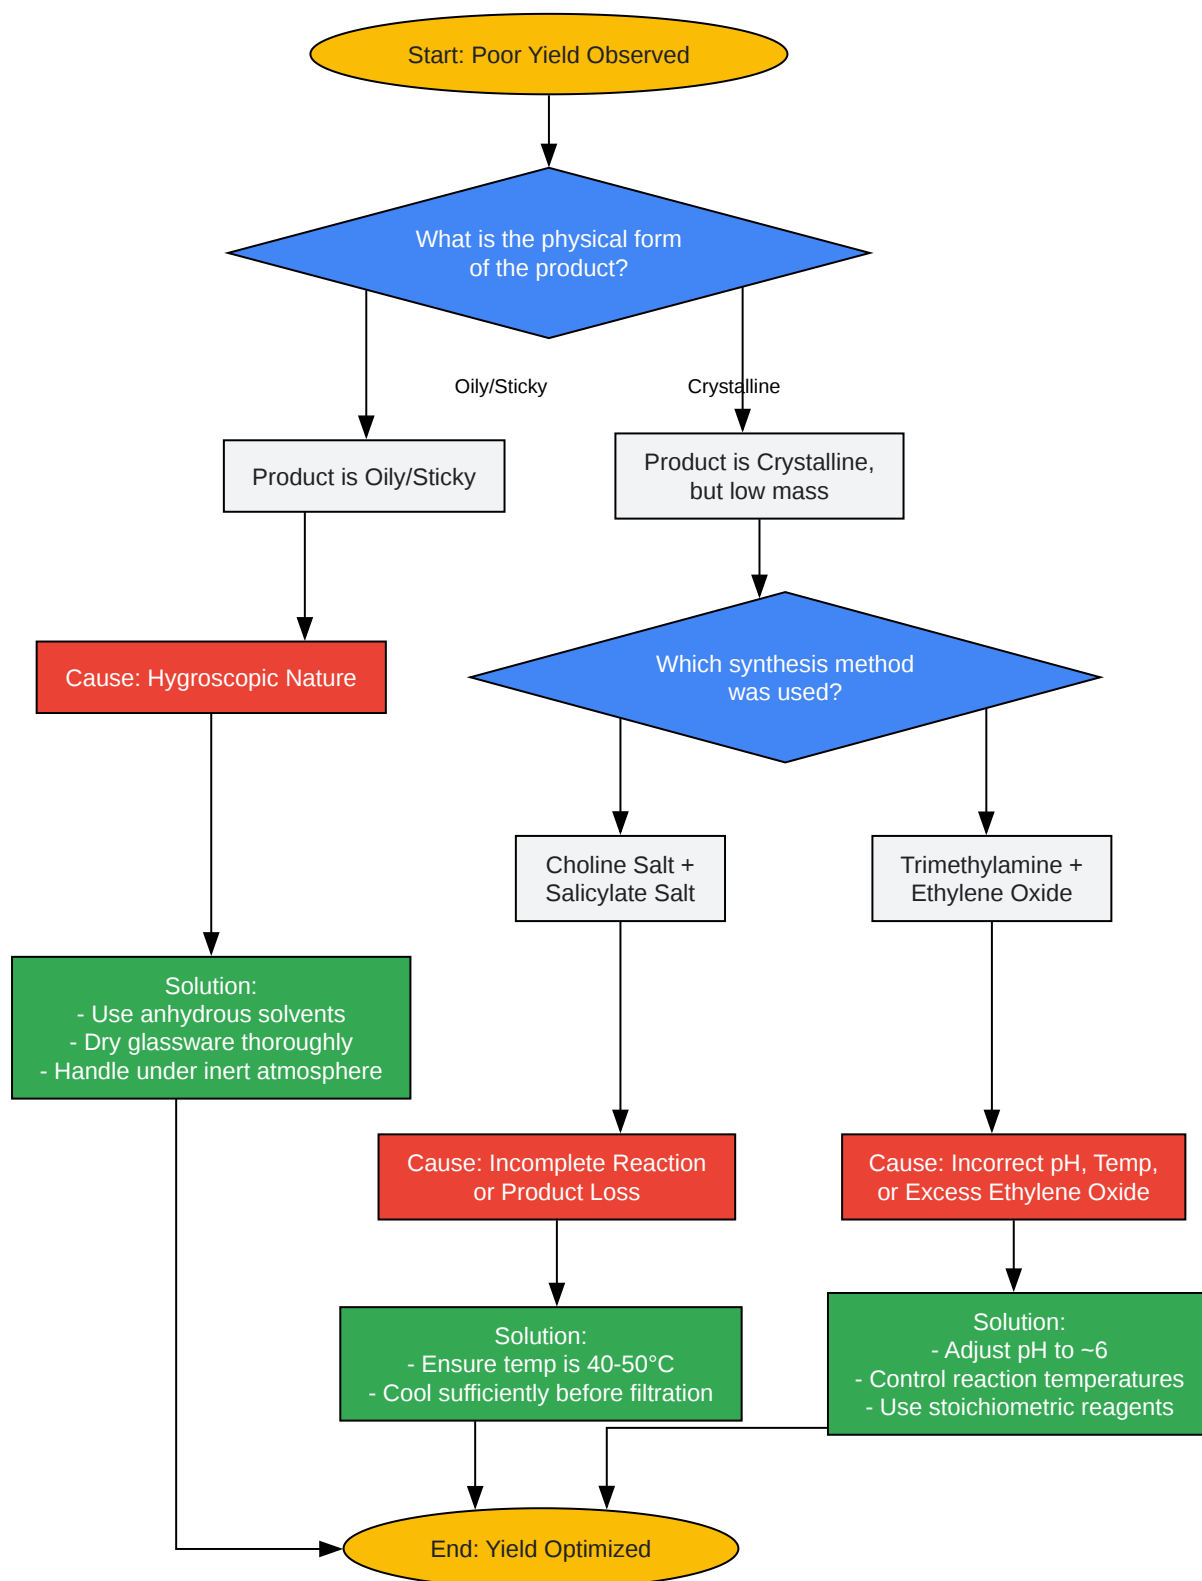 Start: Poor Yield Observed
What is the physical form
of the product?
Oily/Sticky
Crystalline
Product is Oily/Sticky
Product is Crystalline,
but low mass
Cause: Hygroscopic Nature
Which synthesis method
was used?
Choline Salt +
Salicylate Salt
Trimethylamine +
Ethylene Oxide
Solution:
- Use anhydrous solvents
- Dry glassware thoroughly
- Handle under inert atmosphere
Cause: Incomplete Reaction
or Product Loss
Cause: Incorrect pH, Temp,
or Excess Ethylene Oxide
Solution:
- Ensure temp is 40-50°C
- Cool sufficiently before filtration
Solution:
- Adjust pH to ~6
- Control reaction temperatures
- Use stoichiometric reagents
End: Yield Optimized